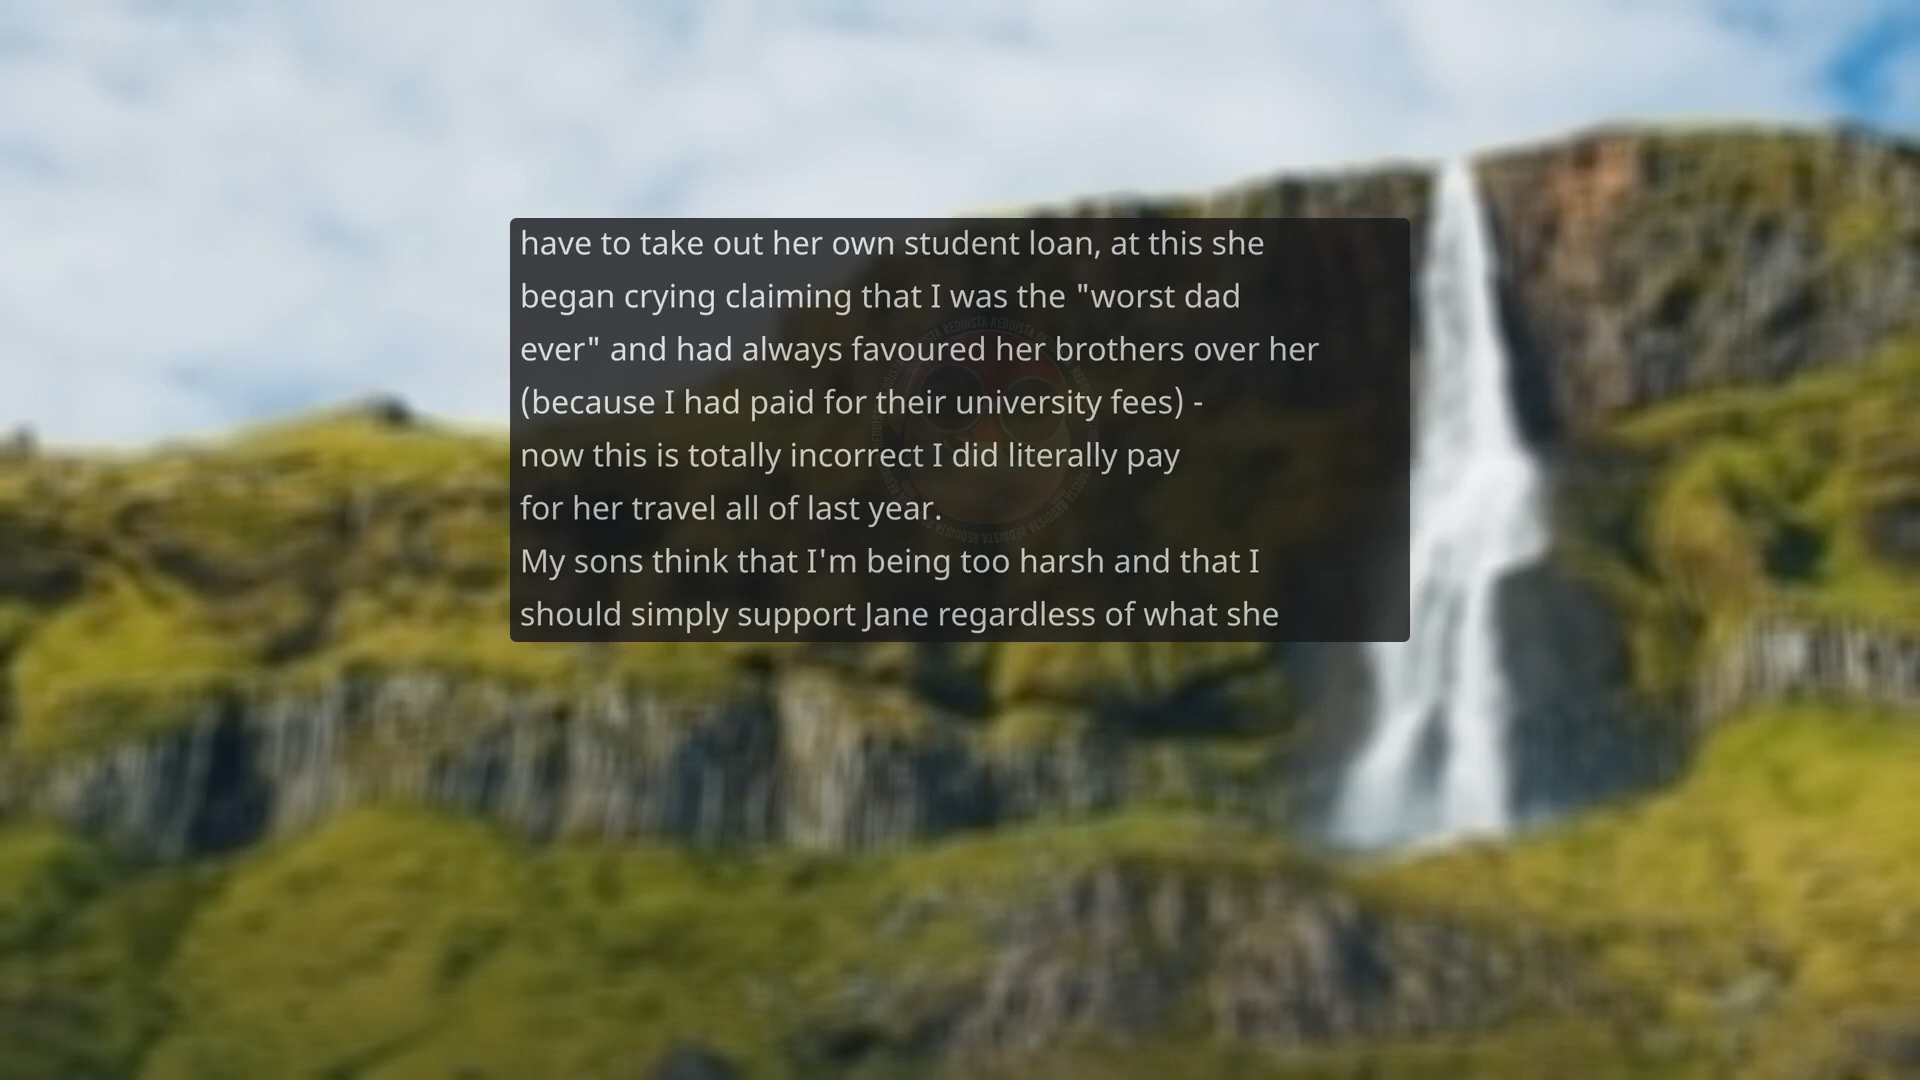 have to take out her own student loan, at this she
began crying claiming that I was the "worst dad
ever" and had always favoured her brothers over her
(because I had paid for their university fees) -
now this is totally incorrect I did literally pay
for her travel all of last year.
My sons think that I'm being too harsh and that I
should simply support Jane regardless of what she
REDDISTA REDDISTA REDDISTA